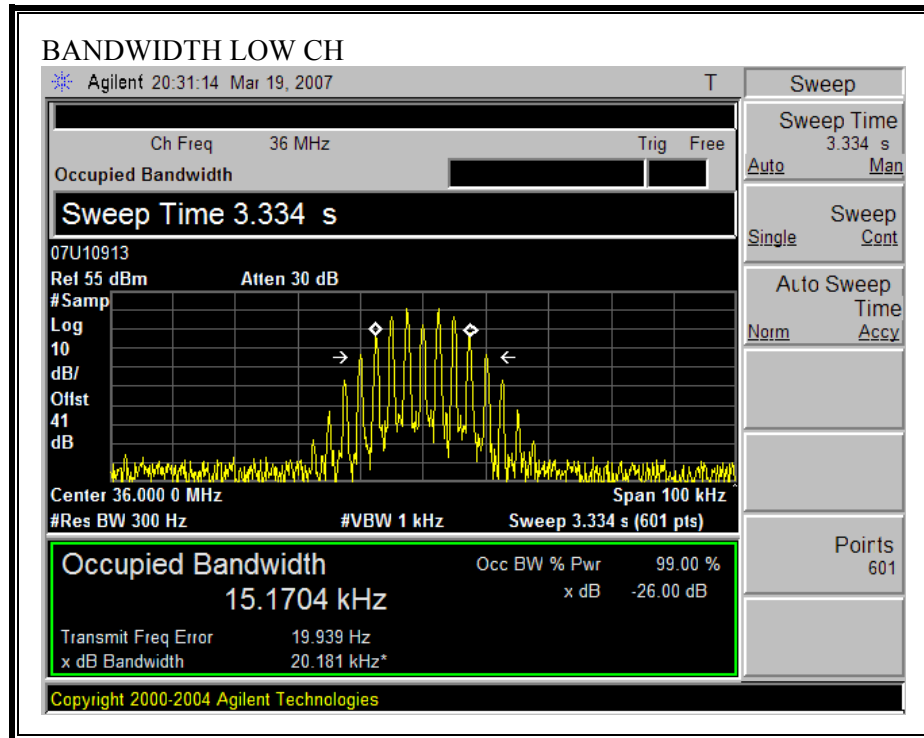 BANDWIDTH LOW CH
Agilent 20:31:14 Mar 19, 2007 T
Sweep
Ch Freq 36 MHz Trig Free
Occupied Bandwidth
Sweep Time 3.334 s
07U10913
Ref 55 dBm Atten 30 dB
#Samp
Log
10
dB/
Offst
41
dB
Center 36.000 0 MHz Span 100 kHz
#Res BW 300 Hz #VBW 1 kHz Sweep 3.334 s (601 pts)
Occupied Bandwidth
15.1704 kHz
Occ BW % Pwr 99.00 %
x dB -26.00 dB
Transmit Freq Error 19.939 Hz
x dB Bandwidth 20.181 kHz*
Copyright 2000-2004 Agilent Technologies
Sweep Time
3.334 s
Auto Man
Sweep
Single Cont
Auto Sweep
Time
Norm Accy
Points
601